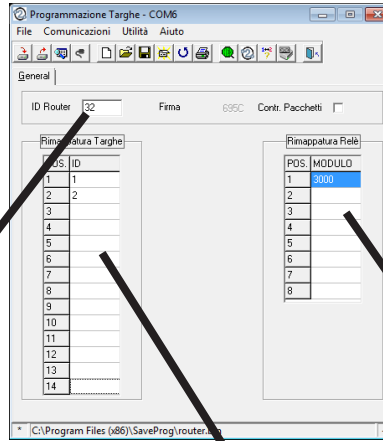 Programmazione Targhe - COM6
File Comunicazioni Utilità Aiuto
General
ID Router 32 Firma 695C Contr. Pacchetti
Rimappatura Targhe Rimappatura Relè
POS. ID POS. MODULO
1 1 1 3000
2 2 2
3 3
4 4
5 5
6 6
7 7
8 8
9
10
11
12
13
14
* C:\Program Files (x86)\SaveProg\router.